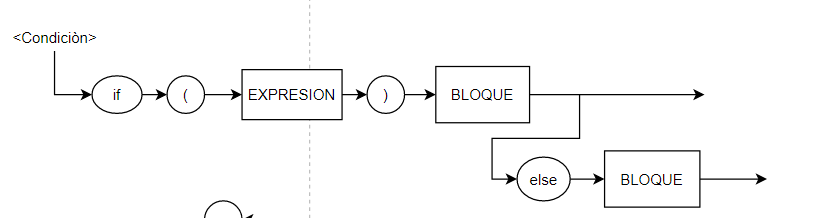 <Condiciòn>
if ( EXPRESION ) BLOQUE
else BLOQUE